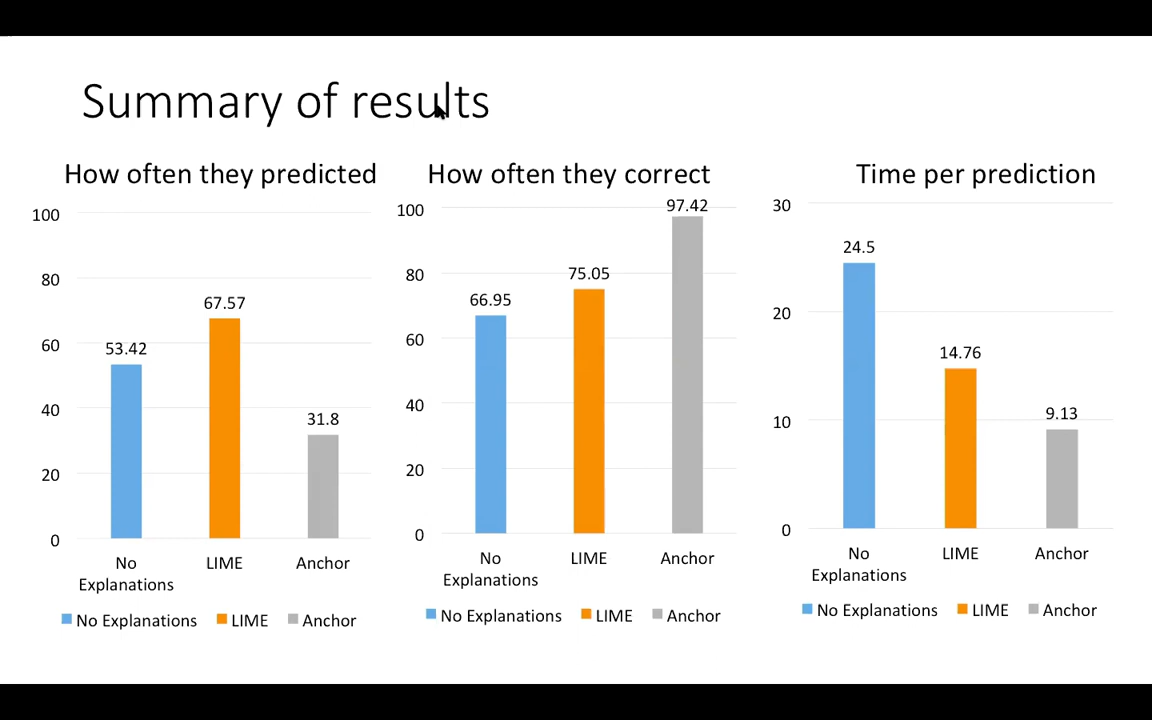 Summary of results
How often they predicted
100
80
60
40
20
0
53.42
67.57
31.8
No Explanations
LIME
Anchor
No Explanations LIME Anchor
How often they correct
100
80
60
40
20
0
66.95
75.05
97.42
No Explanations
LIME
Anchor
No Explanations LIME Anchor
Time per prediction
30
20
10
0
24.5
14.76
9.13
No Explanations
LIME
Anchor
No Explanations LIME Anchor